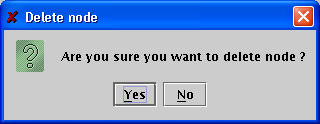 Delete node
Are you sure you want to delete node ?
Yes No